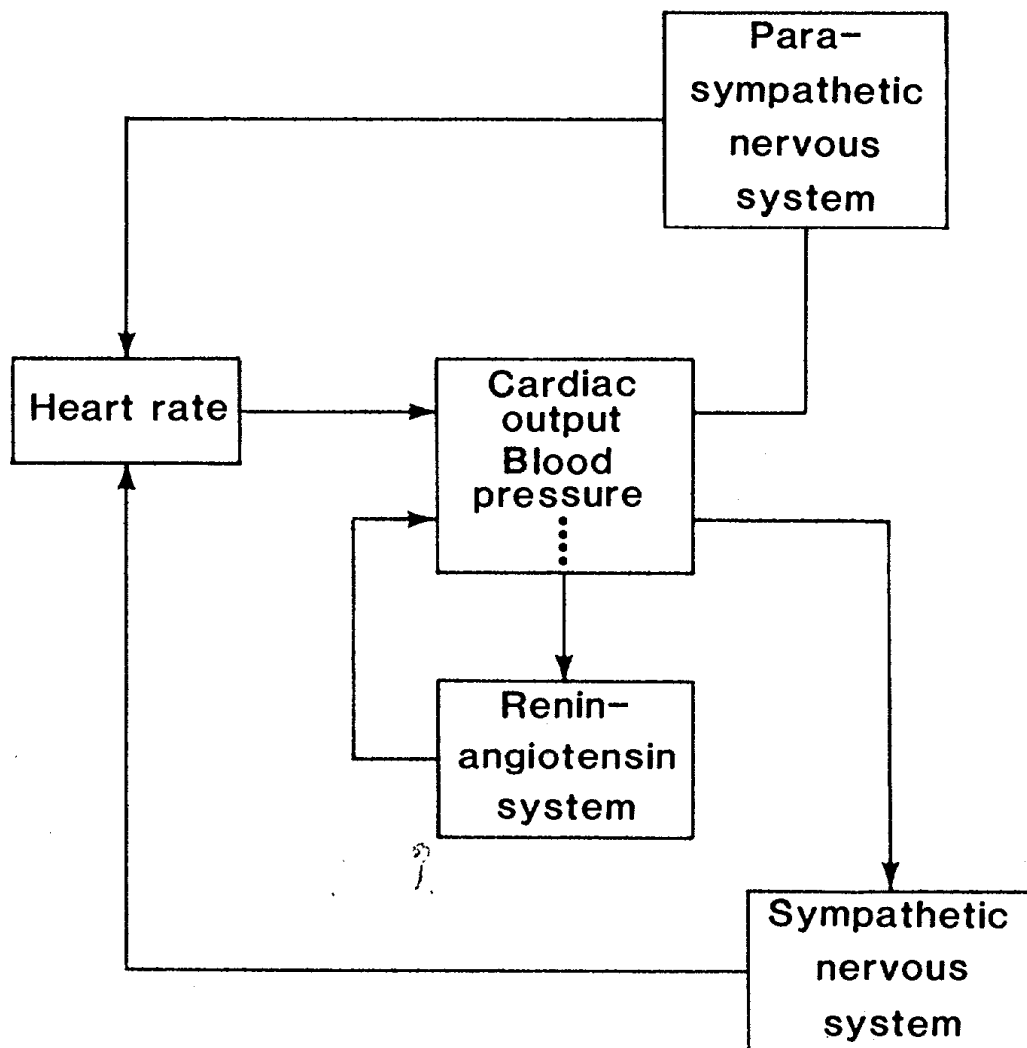 Para-
sympathetic
nervous
system
Heart rate
Cardiac
output
Blood
pressure
Renin-
angiotensin
system
Sympathetic
nervous
system